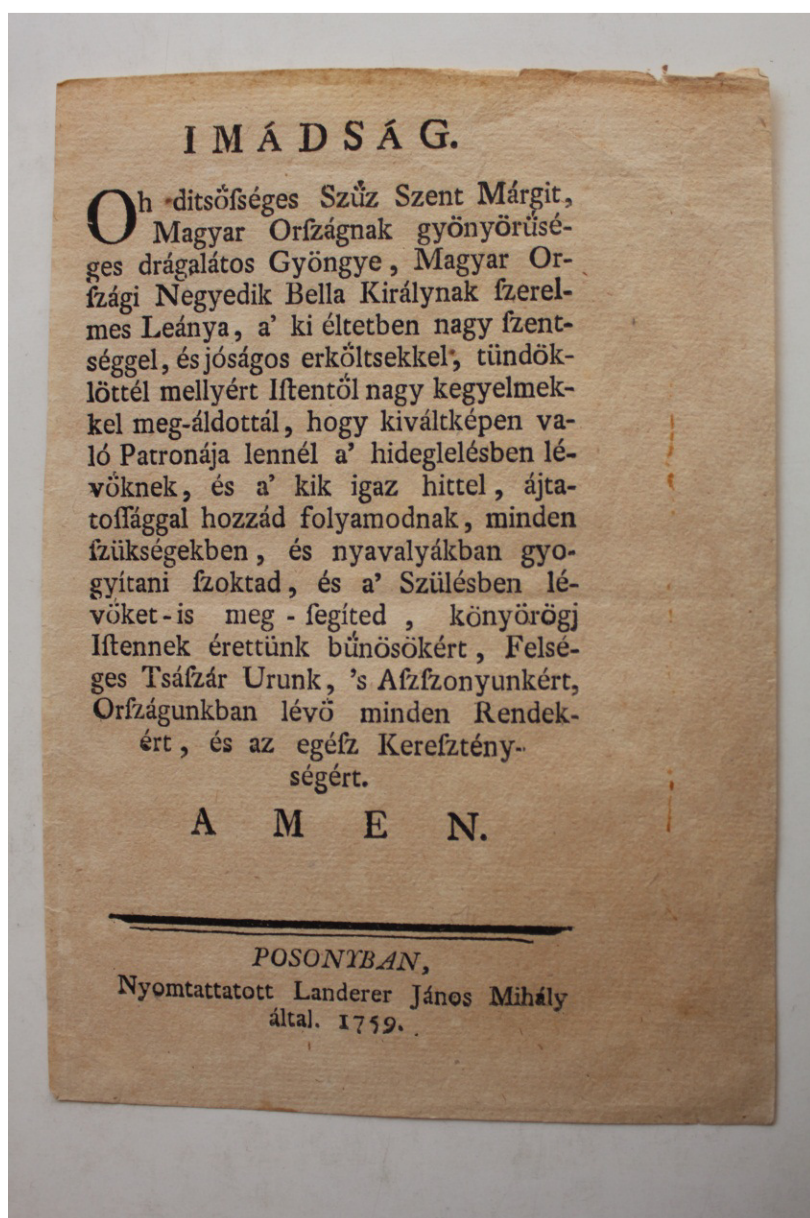 IMÁDSÁG.
Oh ditsőſséges Szűz Szent Márgit,
Magyar Orſzágnak gyönyörűsé-
ges drágalátos Gyöngye, Magyar Or-
ſzági Negyedik Bella Királynak ſzerel-
mes Leánya, a' ki éltetben nagy ſzent-
séggel, és jóságos erkőltsekkel, tündök-
löttél mellyért Iſtentől nagy kegyelmek-
kel meg-áldottál, hogy kiváltképen va-
ló Patronája lennél a' hideglelésben lé-
vőknek, és a' kik igaz hittel, ájta-
toſſággal hozzád folyamodnak, minden
ſzükségekben, és nyavalyákban gyo-
gyítani ſzoktad, és a' Szülésben lé-
vőket-is meg-ſegíted, könyörögj
Iſtennek érettünk bűnösökért, Felsé-
ges Tsáſzár Urunk, 's Aſzſzonyunkért,
Orſzágunkban lévő minden Rendek-
ért, és az egéſz Kereſztény-
ségért.
AMEN.
POSONYBAN,
Nyomtattatott Landerer János Mihály
által. 1759.